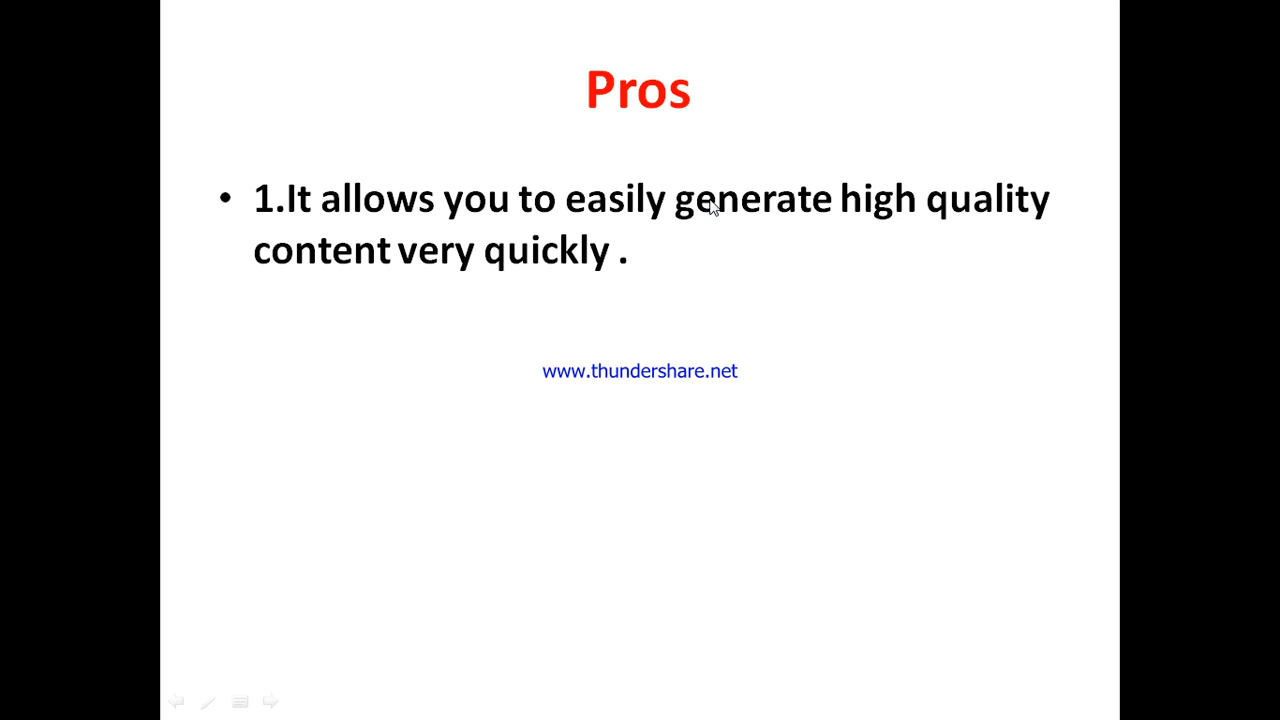 Pros
• 1.It allows you to easily generate high quality
content very quickly .
www.thundershare.net